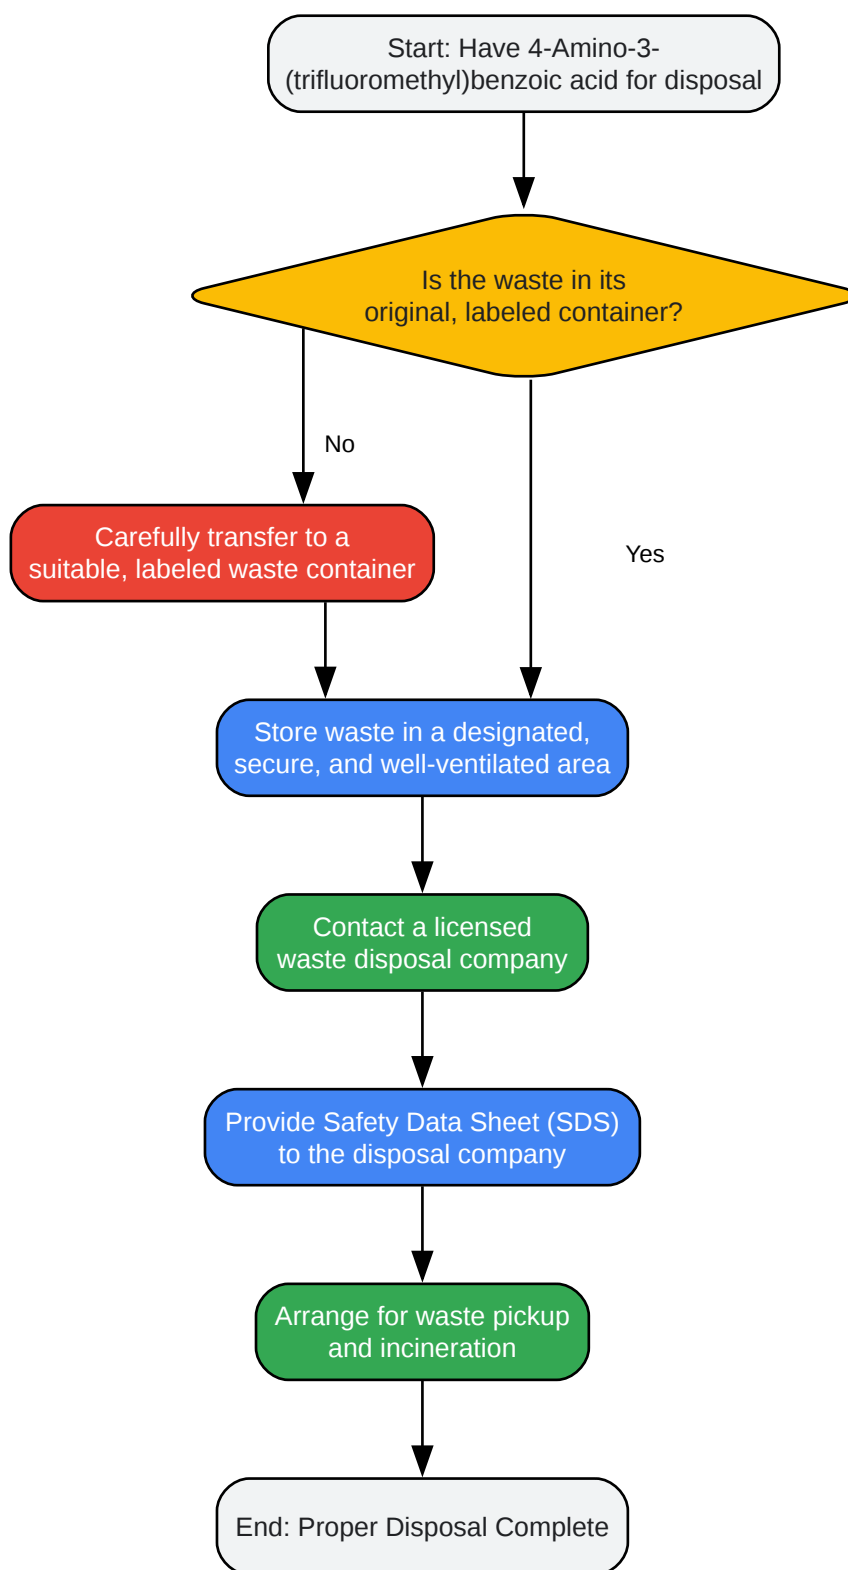 Start: Have 4-Amino-3-
(trifluoromethyl)benzoic acid for disposal
Is the waste in its
original, labeled container?
No
Carefully transfer to a
suitable, labeled waste container
Yes
Store waste in a designated,
secure, and well-ventilated area
Contact a licensed
waste disposal company
Provide Safety Data Sheet (SDS)
to the disposal company
Arrange for waste pickup
and incineration
End: Proper Disposal Complete